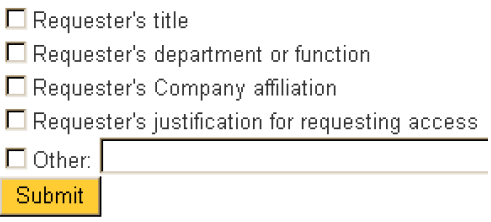 Requester's title
Requester's department or function
Requester's Company affiliation
Requester's justification for requesting access
Other:
Submit